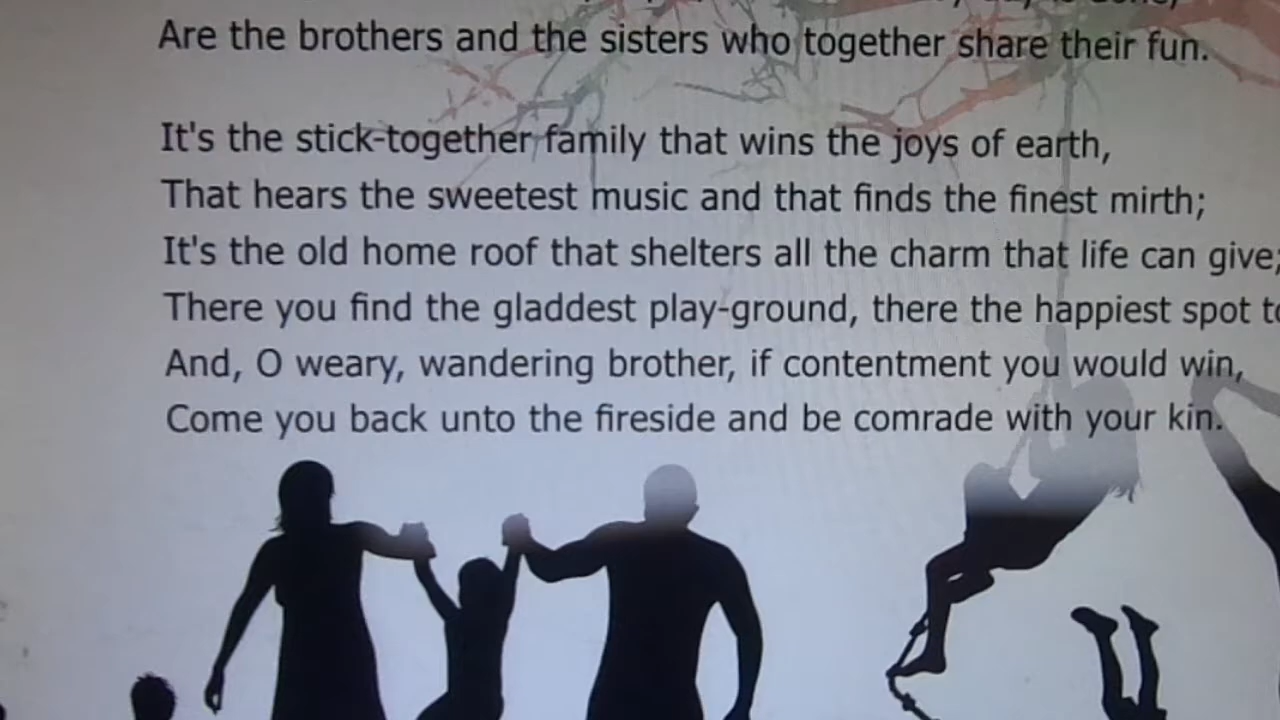 Are the brothers and the sisters who together share their fun.
It's the stick-together family that wins the joys of earth,
That hears the sweetest music and that finds the finest mirth;
It's the old home roof that shelters all the charm that life can give;
There you find the gladdest play-ground, there the happiest spot to
And, O weary, wandering brother, if contentment you would win,
Come you back unto the fireside and be comrade with your kin.